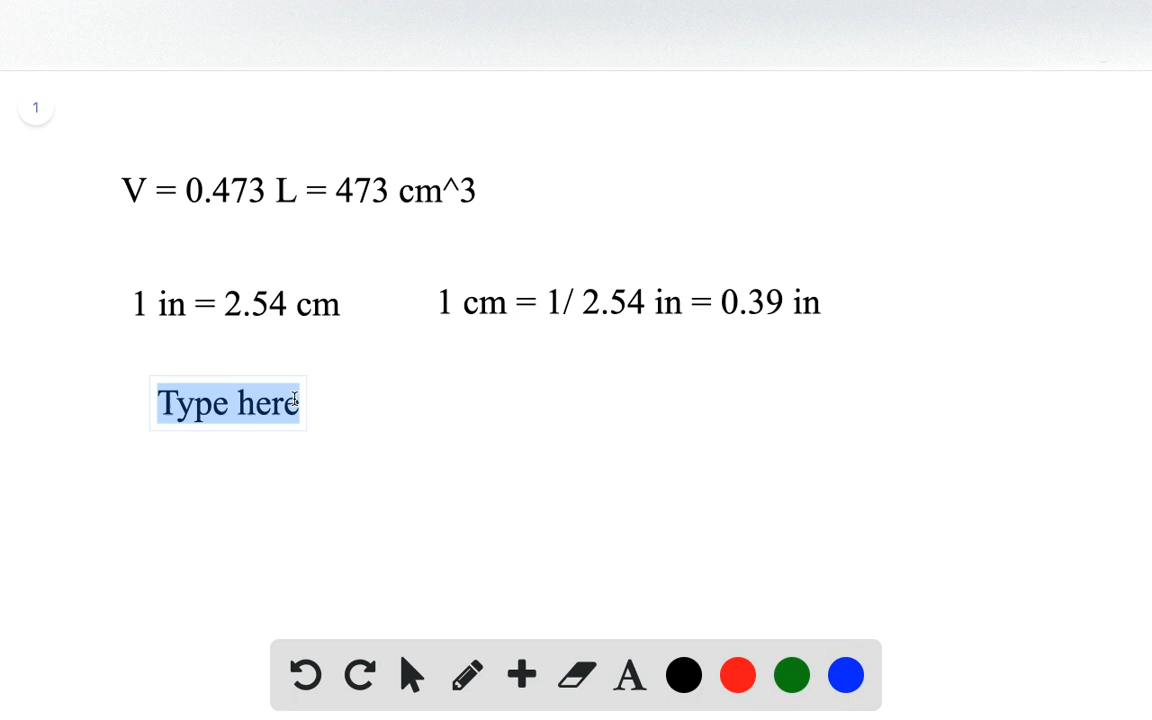 1
V = 0.473 L = 473 cm^3
1 in = 2.54 cm 1 cm = 1/ 2.54 in = 0.39 in
Type here
A